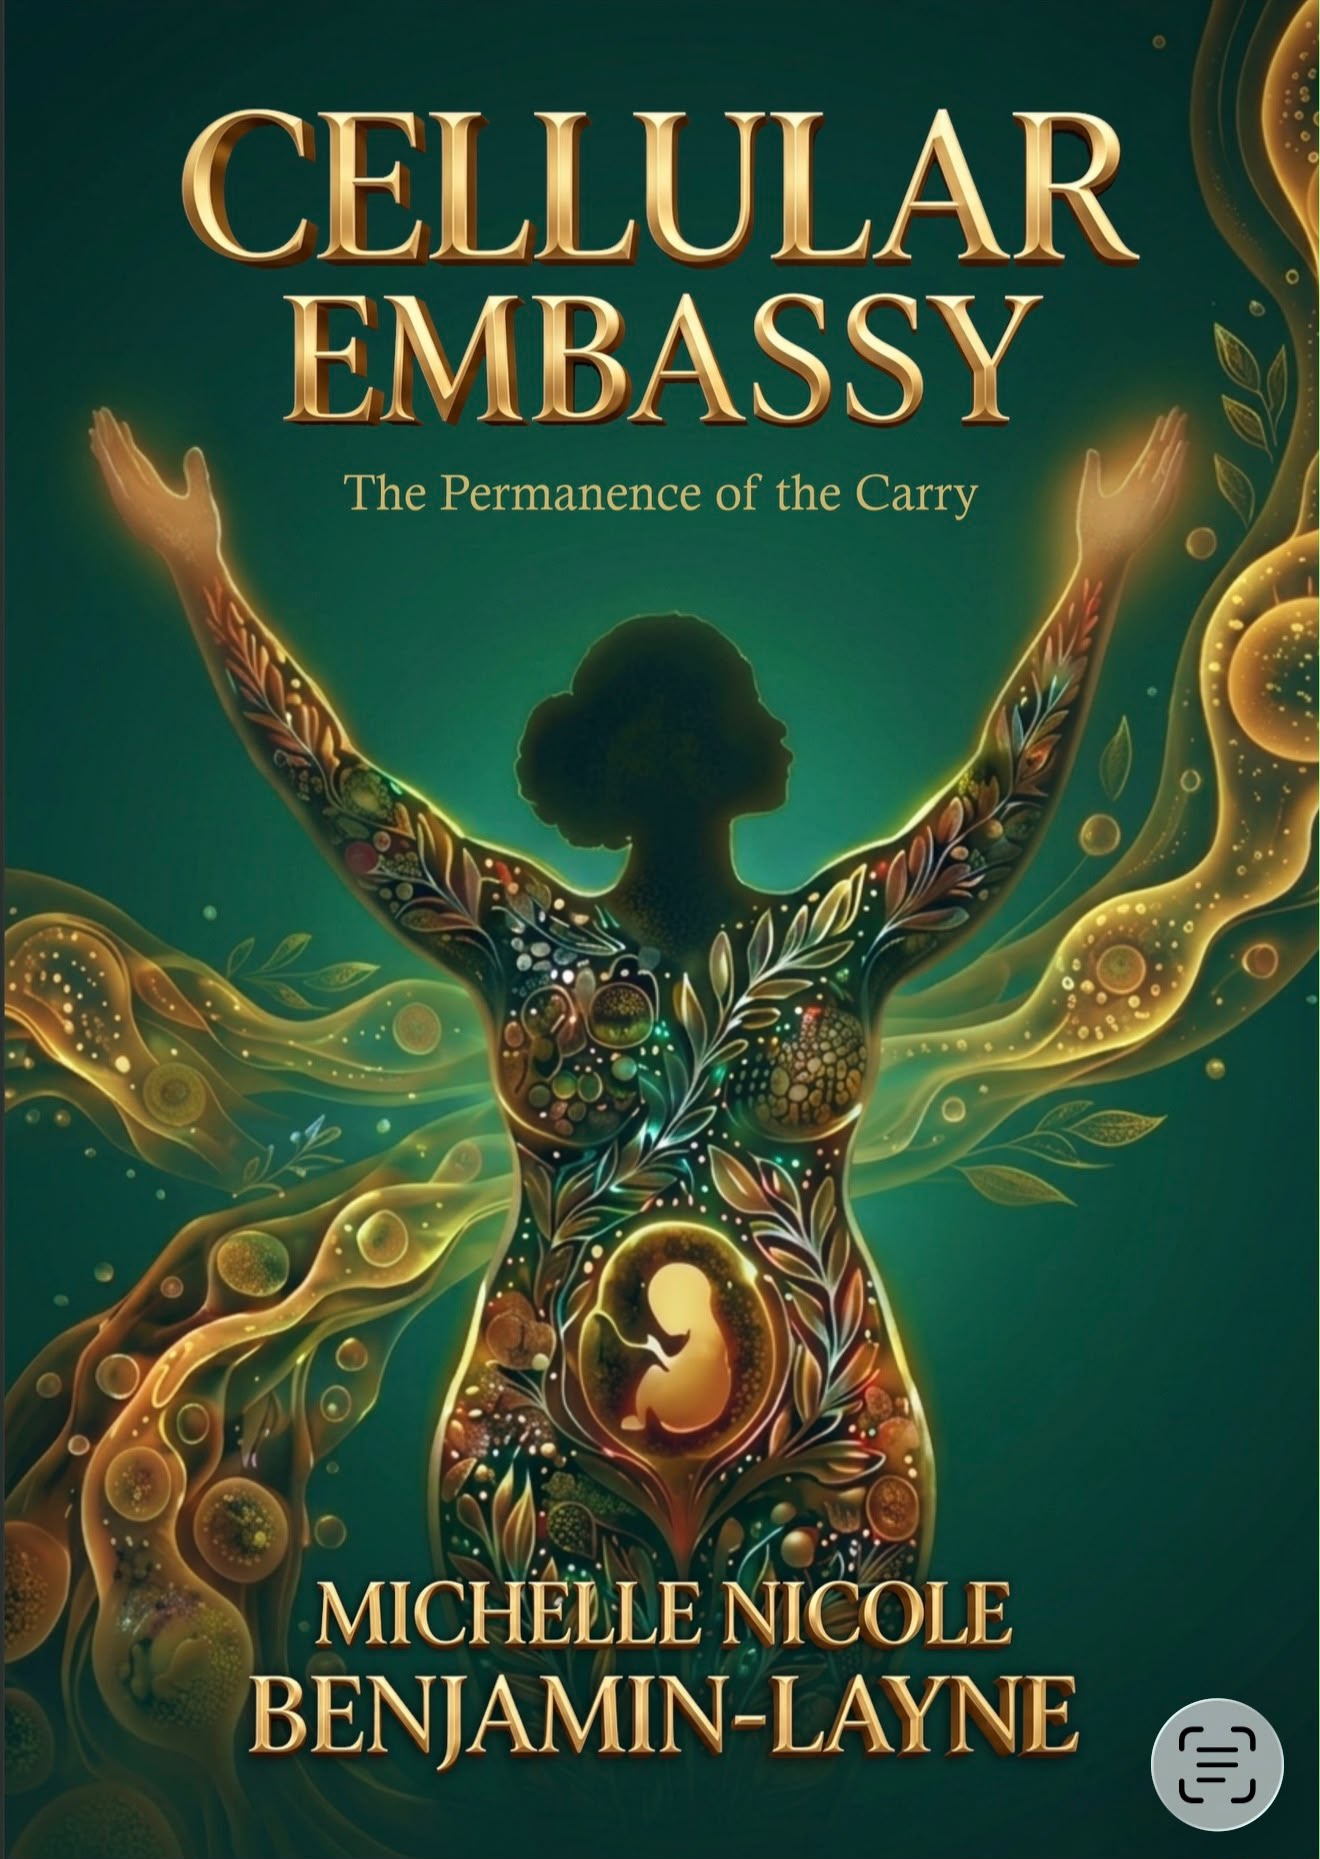 CELLULAR
EMBASSY
The Permanence of the Carry
MICHELLE NICOLE
BENJAMIN-LAYNE